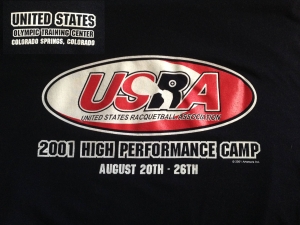 UNITED STATES
OLYMPIC TRAINING CENTER
COLORADO SPRINGS, COLORADO
USRA
UNITED STATES RACQUETBALL ASSOCIATION
2001 HIGH PERFORMANCE CAMP
AUGUST 20TH - 26TH